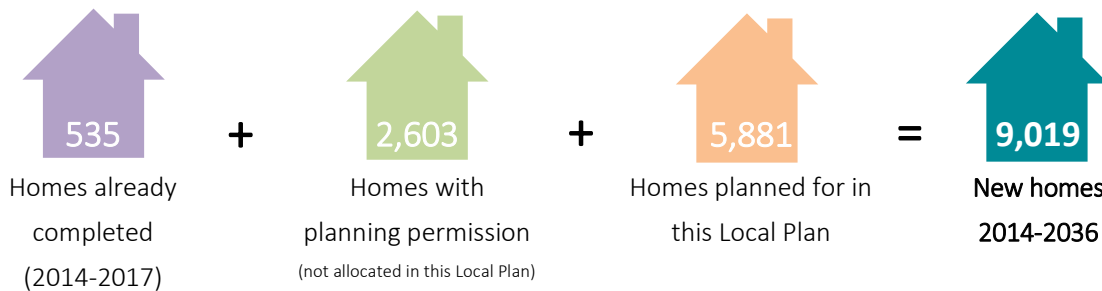 535
+
2,603
+
5,881
=
9,019
Homes already
completed
(2014-2017)
Homes with
planning permission
(not allocated in this Local Plan)
Homes planned for in
this Local Plan
New homes
2014-2036